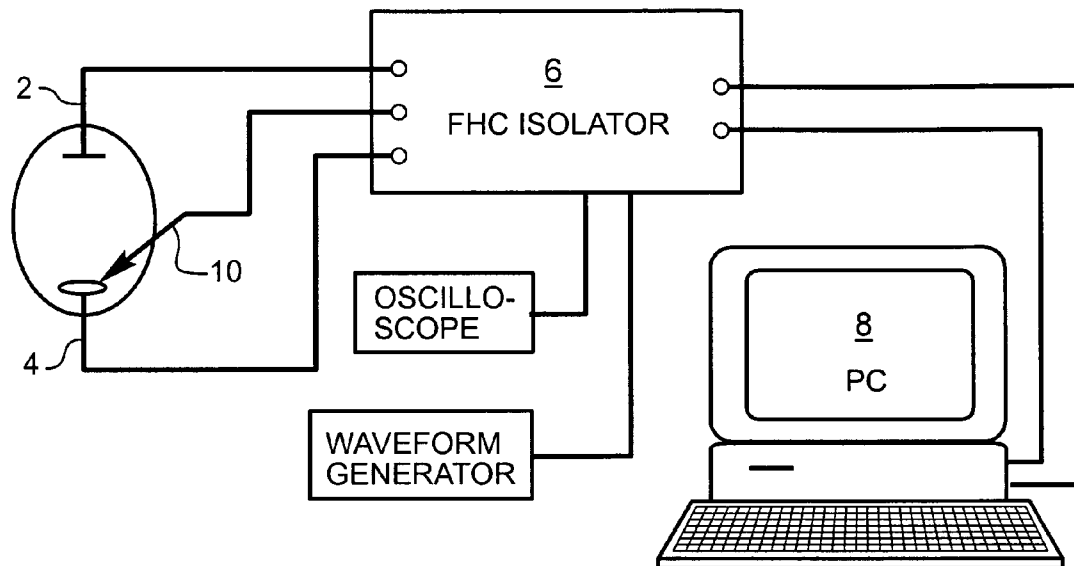 2
6
FHC ISOLATOR
10
4
OSCILLO-
SCOPE
WAVEFORM
GENERATOR
8
PC